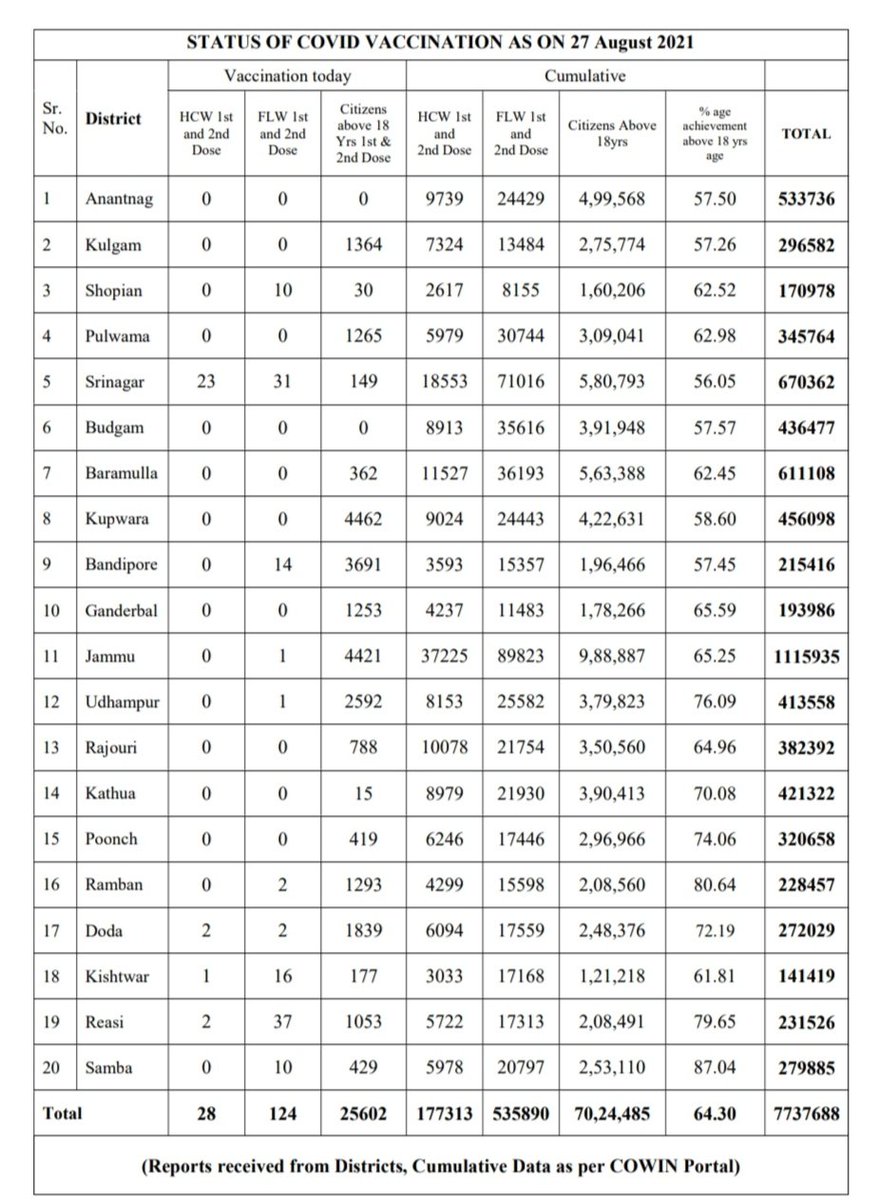 STATUS OF COVID VACCINATION AS ON 27 August 2021
Vaccination today Cumulative
Sr. No. District HCW 1st and 2nd Dose FLW 1st and 2nd Dose Citizens above 18 Yrs 1st & 2nd Dose HCW 1st and 2nd Dose FLW 1st and 2nd Dose Citizens Above 18yrs % age achievement above 18 yrs age TOTAL
1 Anantnag 0 0 0 9739 24429 4,99,568 57.50 533736
2 Kulgam 0 0 1364 7324 13484 2,75,774 57.26 296582
3 Shopian 0 10 30 2617 8155 1,60,206 62.52 170978
4 Pulwama 0 0 1265 5979 30744 3,09,041 62.98 345764
5 Srinagar 23 31 149 18553 71016 5,80,793 56.05 670362
6 Budgam 0 0 0 8913 35616 3,91,948 57.57 436477
7 Baramulla 0 0 362 11527 36193 5,63,388 62.45 611108
8 Kupwara 0 0 4462 9024 24443 4,22,631 58.60 456098
9 Bandipore 0 14 3691 3593 15357 1,96,466 57.45 215416
10 Ganderbal 0 0 1253 4237 11483 1,78,266 65.59 193986
11 Jammu 0 1 4421 37225 89823 9,88,887 65.25 1115935
12 Udhampur 0 1 2592 8153 25582 3,79,823 76.09 413558
13 Rajouri 0 0 788 10078 21754 3,50,560 64.96 382392
14 Kathua 0 0 15 8979 21930 3,90,413 70.08 421322
15 Poonch 0 0 419 6246 17446 2,96,966 74.06 320658
16 Ramban 0 2 1293 4299 15598 2,08,560 80.64 228457
17 Doda 2 2 1839 6094 17559 2,48,376 72.19 272029
18 Kishtwar 1 16 177 3033 17168 1,21,218 61.81 141419
19 Reasi 2 37 1053 5722 17313 2,08,491 79.65 231526
20 Samba 0 10 429 5978 20797 2,53,110 87.04 279885
Total 28 124 25602 177313 535890 70,24,485 64.30 7737688
(Reports received from Districts, Cumulative Data as per COWIN Portal)